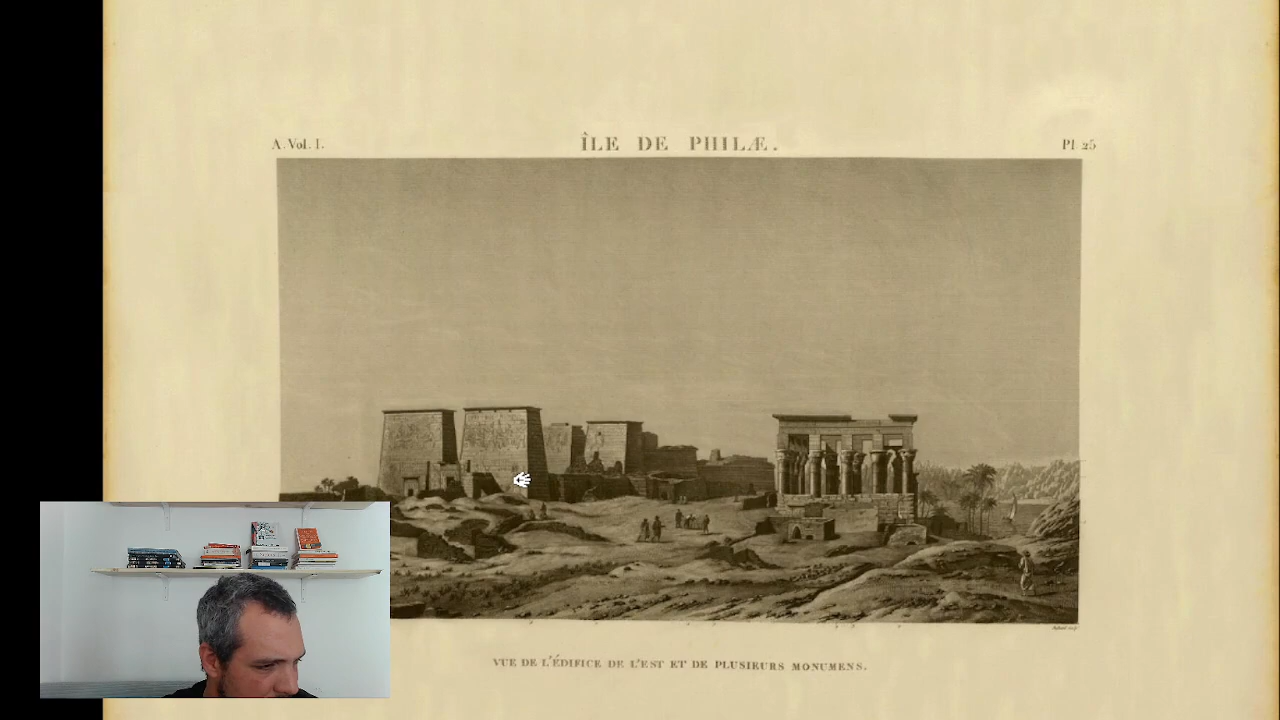 A. Vol. I.
ÎLE DE PHILÆ.
Pl. 25
VUE DE L'ÉDIFICE DE L'EST ET DE PLUSIEURS MONUMENS.